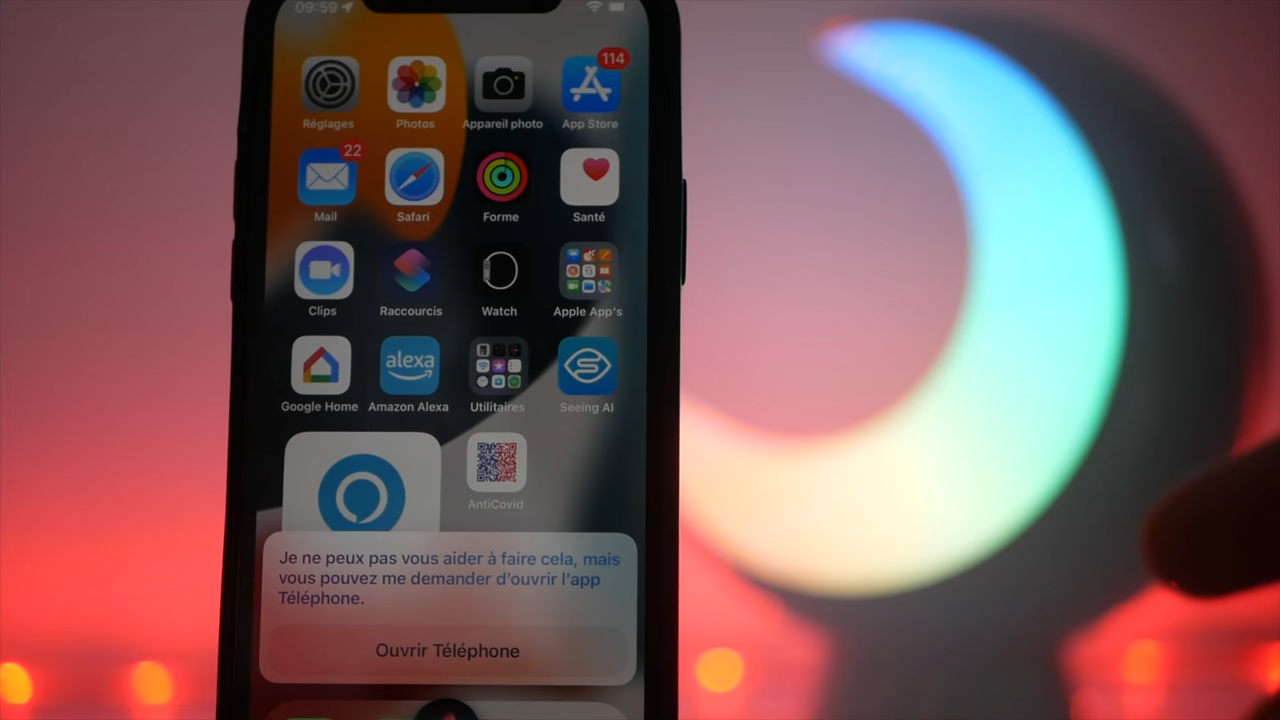 09:59
114
Réglages Photos Appareil photo App Store
22
Mail Safari Forme Santé
Clips Raccourcis Watch Apple App's
alexa
Google Home Amazon Alexa Utilitaires Seeing AI
AntiCovid
Je ne peux pas vous aider à faire cela, mais
vous pouvez me demander d'ouvrir l'app
Téléphone.
Ouvrir Téléphone